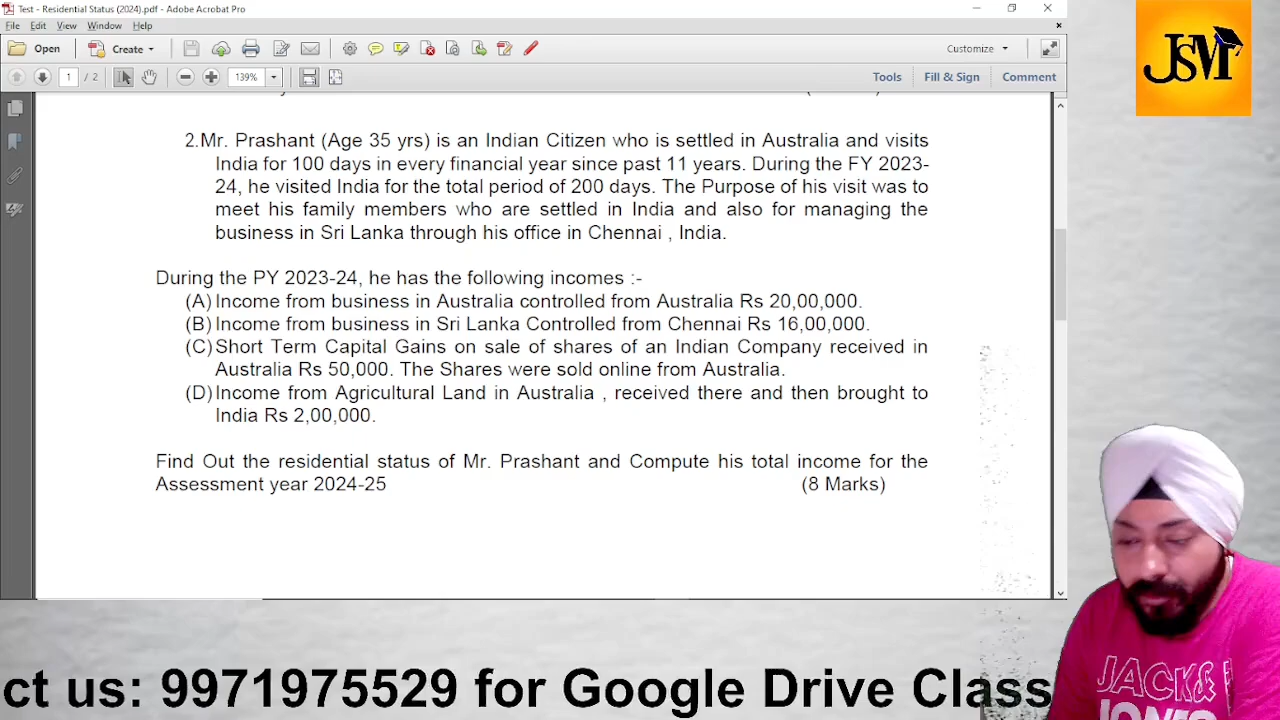 Test - Residential Status (2024).pdf - Adobe Acrobat Pro
File Edit View Window Help
Open Create Customize
1 / 2 139% Tools Fill & Sign Comment
2.Mr. Prashant (Age 35 yrs) is an Indian Citizen who is settled in Australia and visits
India for 100 days in every financial year since past 11 years. During the FY 2023-
24, he visited India for the total period of 200 days. The Purpose of his visit was to
meet his family members who are settled in India and also for managing the
business in Sri Lanka through his office in Chennai , India.
During the PY 2023-24, he has the following incomes :-
(A) Income from business in Australia controlled from Australia Rs 20,00,000.
(B) Income from business in Sri Lanka Controlled from Chennai Rs 16,00,000.
(C) Short Term Capital Gains on sale of shares of an Indian Company received in
Australia Rs 50,000. The Shares were sold online from Australia.
(D) Income from Agricultural Land in Australia , received there and then brought to
India Rs 2,00,000.
Find Out the residential status of Mr. Prashant and Compute his total income for the
Assessment year 2024-25 (8 Marks)
JSM
JACK&
JONES
ct us: 9971975529 for Google Drive Class